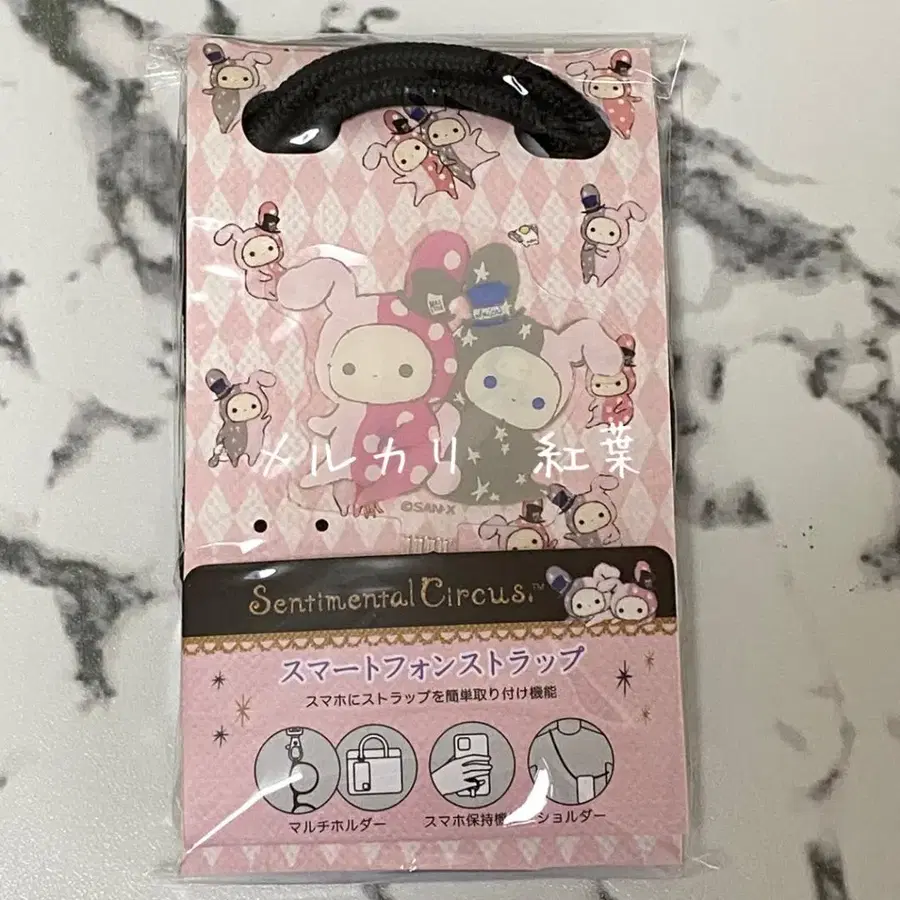 メルカリ 紅葉
©SAN-X
Sentimental Circus.™
スマートフォンストラップ
スマホにストラップを簡単取り付け機能
マルチホルダー
スマホ保持機
ショルダー